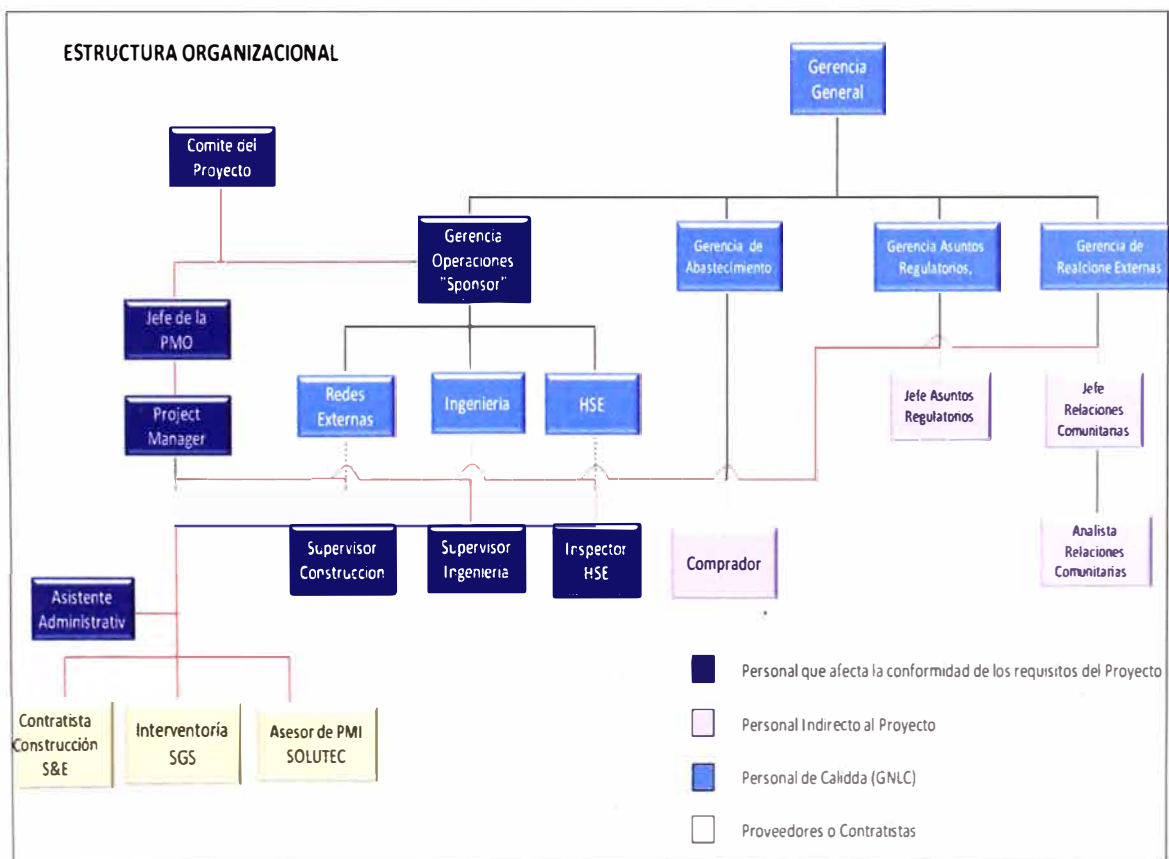 ESTRUCTURA ORGANIZACIONAL
Gerencia
General
Comite del
Proyecto
Gerencia
Operaciones
"Sponsor"
Gerencia de
Abastecimiento
Gerencia Asuntos
Regulatorios,
Gerencia de
Realcione Externas
Jefe de la
PMO
Redes
Externas
Ingenieria
HSE
Jefe Asuntos
Regulatorios
Jefe
Relaciones
Comunitarias
Project
Manager
Supervisor
Construccion
Supervisor
Ingenieria
Inspector
HSE
Comprador
Analista
Relaciones
Comunitarias
Asistente
Administrativ
Contratista
Construcción
S&E
Interventoría
SGS
Asesor de PMI
SOLUTEC
Personal que afecta la conformidad de los requisitos del Proyecto
Personal Indirecto al Proyecto
Personal de Calidda (GNLC)
Proveedores o Contratistas